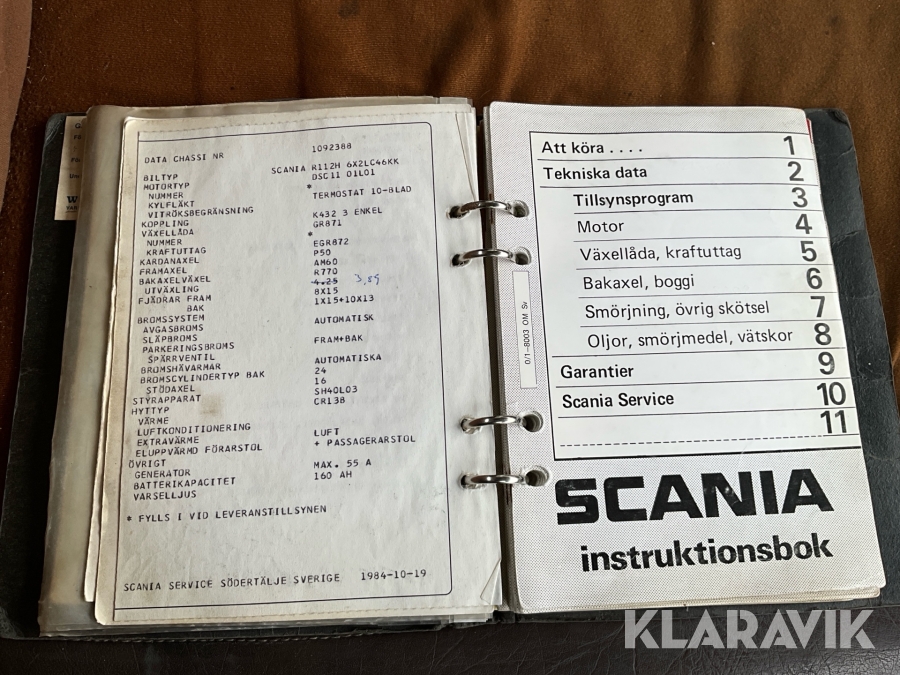 DATA CHASSI NR 1092388
BILTYP SCANIA R112H 6X2LC46KK
MOTORTYP DSC11 01L01
NUMMER *
KYLFLÄKT TERMOSTAT 10-BLAD
VITRÖKSBEGRÄNSNING
KOPPLING K432 3 ENKEL
VÄXELLÅDA GR871
NUMMER *
KRAFTUTTAG EGR872
KARDANAXEL P50
FRAMAXEL AM60
BAKAXELVÄXEL R770
UTVÄXLING 4.25 3,89
FJÄDRAR FRAM 8X15
BAK 1X15+10X13
BROMSSYSTEM
AVGASBROMS AUTOMATISK
SLÄPBROMS
PARKERINGSBROMS FRAM+BAK
SPÄRRVENTIL
BROMSHÄVARMAR AUTOMATISKA
BROMSCYLINDERTYP BAK 24
STÖDAXEL 16
STYRAPPARAT SH40L03
HYTTYP CR138
VÄRME
LUFTKONDITIONERING
EXTRAVÄRME LUFT
ELUPPVÄRMD FÖRARSTOL + PASSAGERARSTOL
ÖVRIGT
GENERATOR MAX. 55 A
BATTERIKAPACITET 160 AH
VARSELLJUS
* FYLLS I VID LEVERANSTILLSYNEN
SCANIA SERVICE SÖDERTÄLJE SVERIGE 1984-10-19
0/1-8003 OM Sv
Att köra .... 1
Tekniska data 2
Tillsynsprogram 3
Motor 4
Växellåda, kraftuttag 5
Bakaxel, boggi 6
Smörjning, övrig skötsel 7
Oljor, smörjmedel, vätskor 8
Garantier 9
Scania Service 10
11
SCANIA
instruktionsbok
KLARAVIK